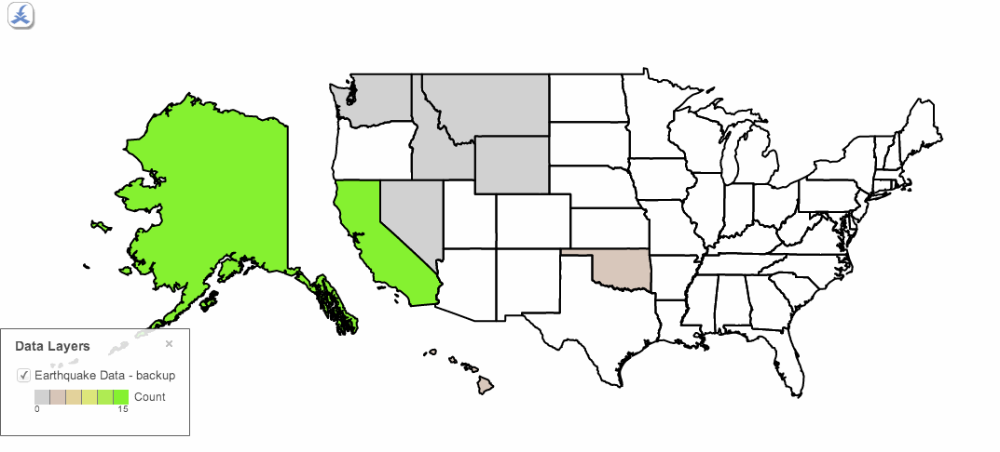 Data Layers ×
Earthquake Data - backup
Count
0 15